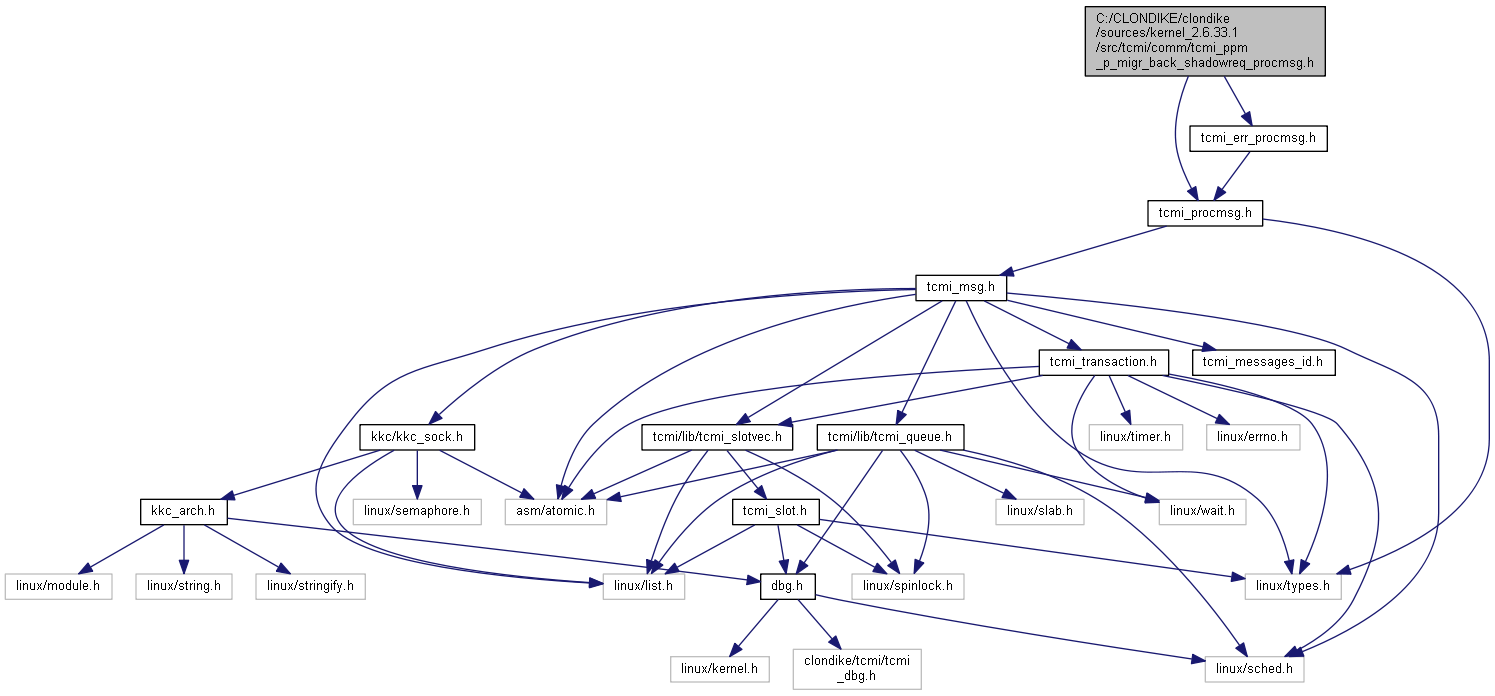 C:/CLONDIKE/clondike
/sources/kernel_2.6.33.1
/src/tcmi/comm/tcmi_ppm
_p_migr_back_shadowreq_procmsg.h
tcmi_err_procmsg.h
tcmi_procmsg.h
tcmi_msg.h
tcmi_transaction.h
tcmi_messages_id.h
kkc/kkc_sock.h
tcmi/lib/tcmi_slotvec.h
tcmi/lib/tcmi_queue.h
linux/timer.h
linux/errno.h
kkc_arch.h
linux/semaphore.h
asm/atomic.h
tcmi_slot.h
linux/slab.h
linux/wait.h
linux/module.h
linux/string.h
linux/stringify.h
linux/list.h
dbg.h
linux/spinlock.h
linux/types.h
linux/kernel.h
clondike/tcmi/tcmi
_dbg.h
linux/sched.h